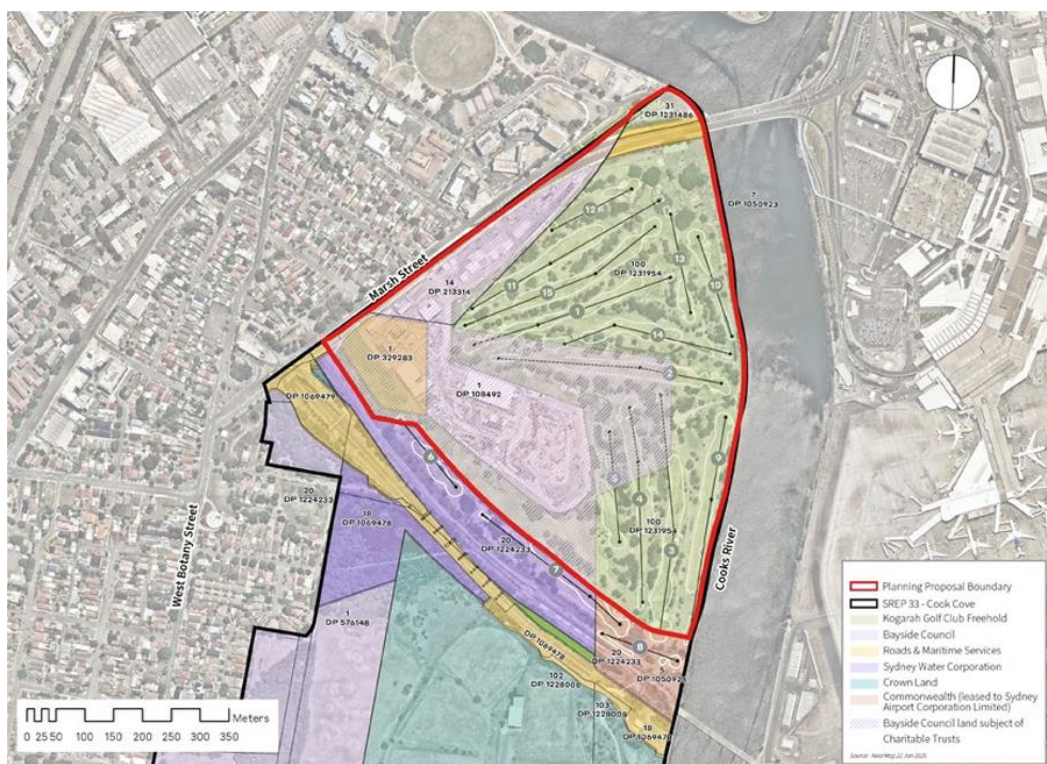 31
DP 1231486
7
DP 1050923
12
Marsh Street
13
100
DP 1231954
10
14
DP 213314
11
15
1
14
1
DP 329283
2
1
DP 108492
DP 1069479
9
6
5
4
20
DP 1224233
18
DP 1069478
100
DP 1231954
20
DP 1224233
3
West Botany Street
7
Cooks River
1
DP 576148
8
DP 1069478
20
DP 1224233
5
102
DP 1228008
103
DP 1228008
18
DP 1069478
Meters
0 25 50 100 150 200 250 300 350
Planning Proposal Boundary
SREP 33 - Cook Cove
Kogarah Golf Club Freehold
Bayside Council
Roads & Maritime Services
Sydney Water Corporation
Crown Land
Commonwealth (leased to Sydney
Airport Corporation Limited)
Bayside Council land subject of
Charitable Trusts